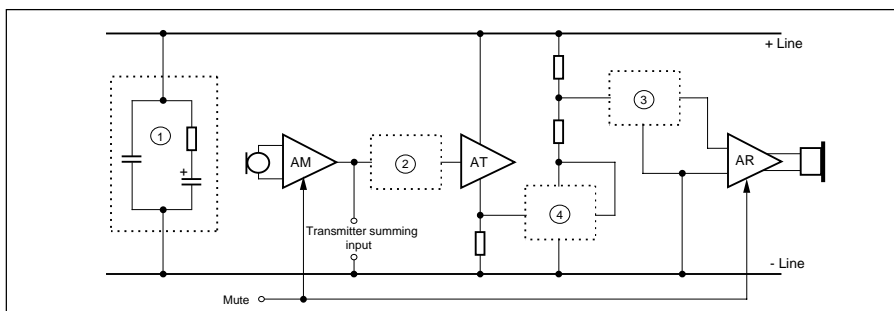 + Line
1
3
AM
2
AT
AR
+
4
Transmitter summing
input
- Line
Mute